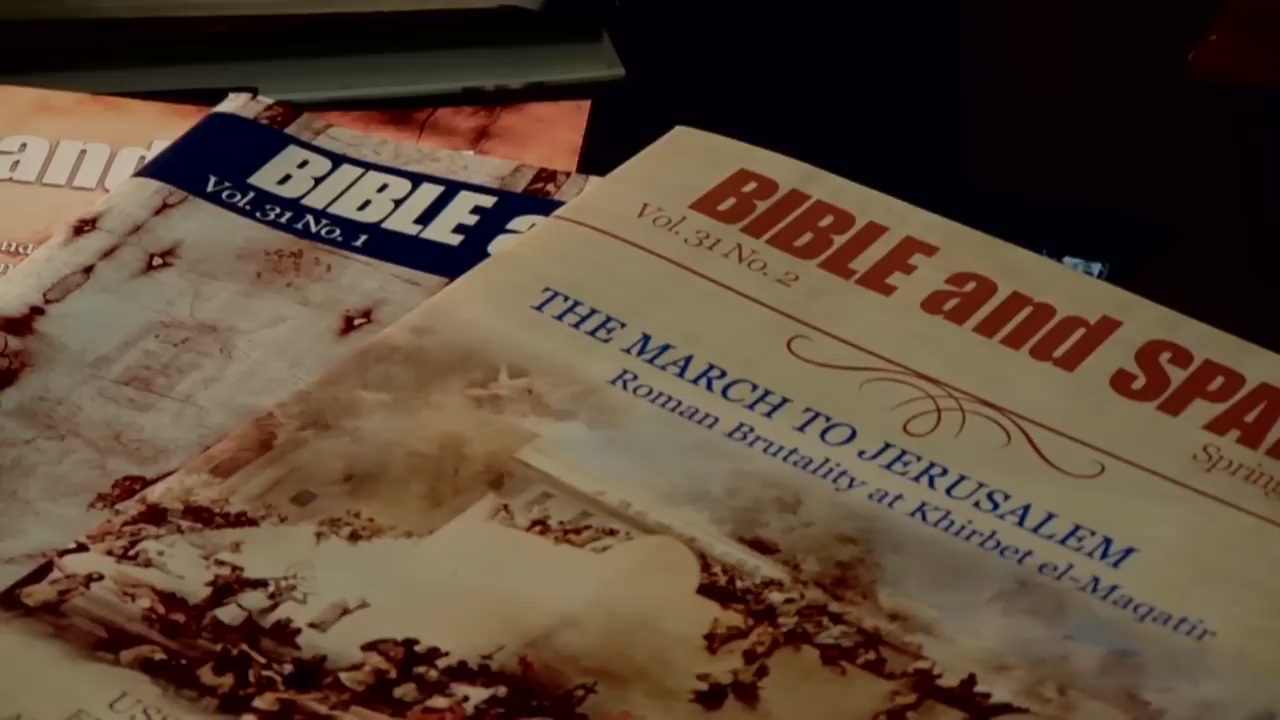 and
BIBLE a
Vol. 31 No. 1
BIBLE and SPA
Vol. 31 No. 2
Spring
THE MARCH TO JERUSALEM
Roman Brutality at Khirbet el-Maqatir